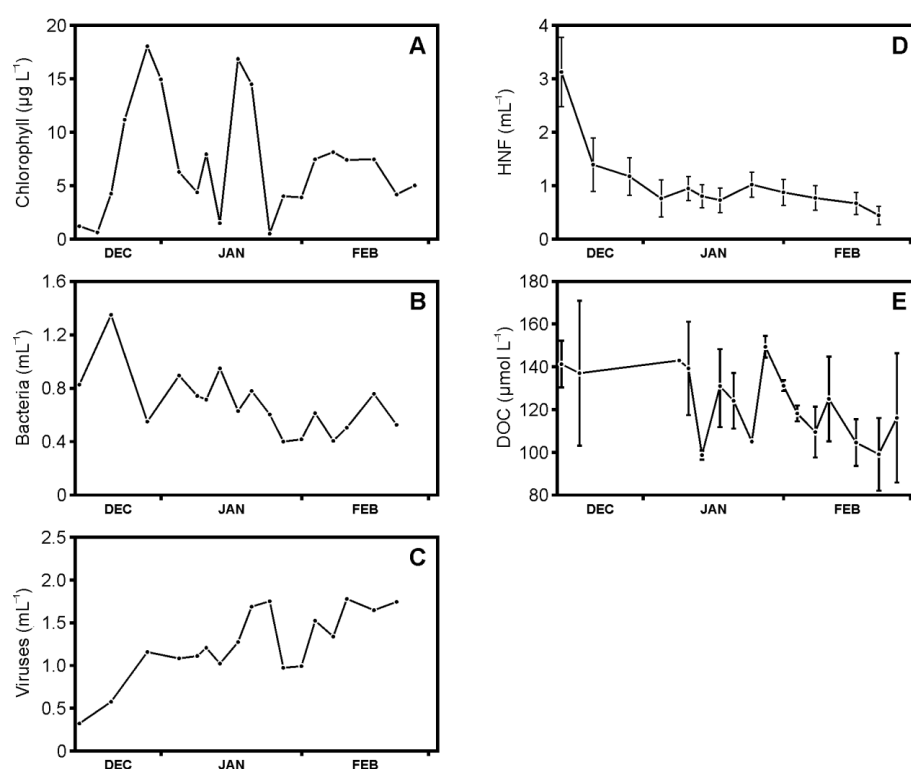 A
Chlorophyll (µg L⁻¹)
20
15
10
5
0
DEC JAN FEB
B
Bacteria (mL⁻¹)
1.6
1.2
0.8
0.4
0
DEC JAN FEB
C
Viruses (mL⁻¹)
2.5
2.0
1.5
1.0
0.5
0
DEC JAN FEB
D
HNF (mL⁻¹)
4
3
2
1
0
DEC JAN FEB
E
DOC (µmol L⁻¹)
180
160
140
120
100
80
DEC JAN FEB